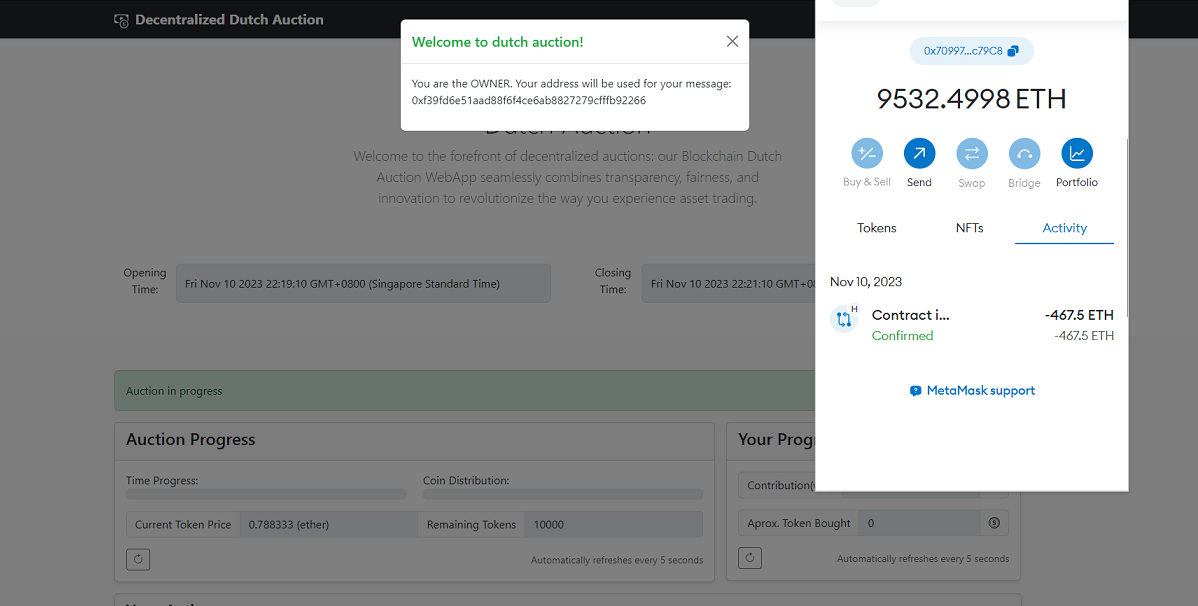 Decentralized Dutch Auction
Welcome to dutch auction!
You are the OWNER. Your address will be used for your message:
0xf39fd6e51aad88f6f4ce6ab8827279cfffb92266
Dutch Auction
Welcome to the forefront of decentralized auctions: our Blockchain Dutch
Auction WebApp seamlessly combines transparency, fairness, and
innovation to revolutionize the way you experience asset trading.
Opening
Time:
Fri Nov 10 2023 22:19:10 GMT+0800 (Singapore Standard Time)
Closing
Time:
Fri Nov 10 2023 22:21:10 GMT+08
Auction in progress
Auction Progress
Time Progress:
Coin Distribution:
Current Token Price
0.788333 (ether)
Remaining Tokens
10000
Automatically refreshes every 5 seconds
Your Prog
Contribution(
Aprox. Token Bought
0
Automatically refreshes every 5 seconds
0x70997...c79C8
9532.4998 ETH
Buy & Sell
Send
Swap
Bridge
Portfolio
Tokens
NFTs
Activity
Nov 10, 2023
H
Contract i...
-467.5 ETH
Confirmed
-467.5 ETH
MetaMask support